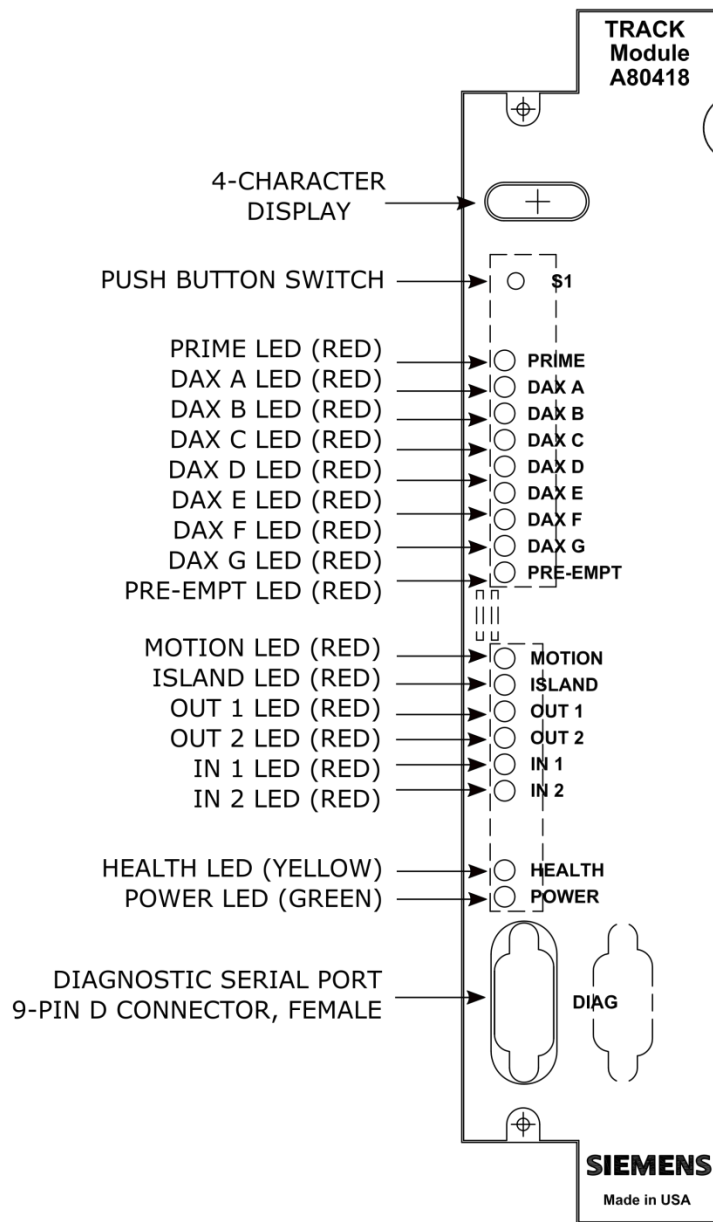 TRACK
Module
A80418
4-CHARACTER
DISPLAY
PUSH BUTTON SWITCH
S1
PRIME LED (RED)
PRIME
DAX A LED (RED)
DAX A
DAX B LED (RED)
DAX B
DAX C LED (RED)
DAX C
DAX D LED (RED)
DAX D
DAX E LED (RED)
DAX E
DAX F LED (RED)
DAX F
DAX G LED (RED)
DAX G
PRE-EMPT LED (RED)
PRE-EMPT
MOTION LED (RED)
MOTION
ISLAND LED (RED)
ISLAND
OUT 1 LED (RED)
OUT 1
OUT 2 LED (RED)
OUT 2
IN 1 LED (RED)
IN 1
IN 2 LED (RED)
IN 2
HEALTH LED (YELLOW)
HEALTH
POWER LED (GREEN)
POWER
DIAGNOSTIC SERIAL PORT
9-PIN D CONNECTOR, FEMALE
DIAG
SIEMENS
Made in USA